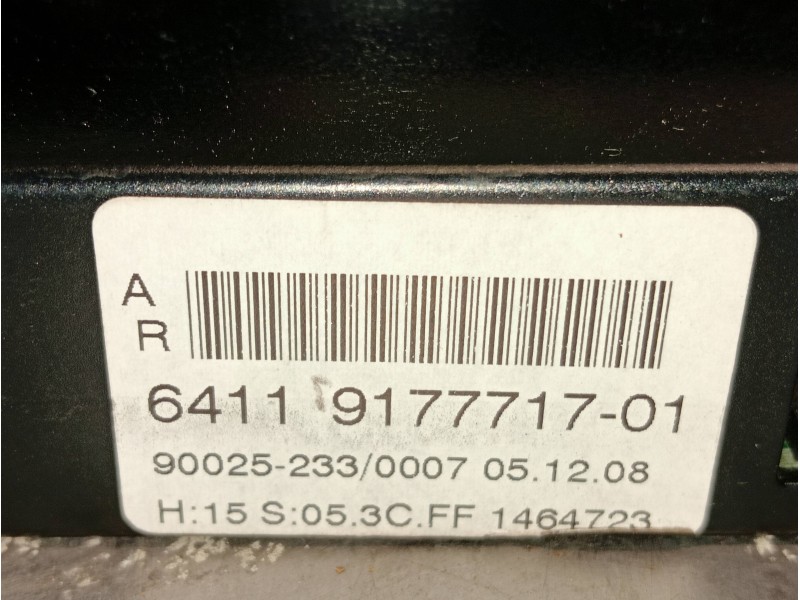 A
R
6411 9177717-01
90025-233/0007 05.12.08
H:15 S:05.3C.FF 1464723